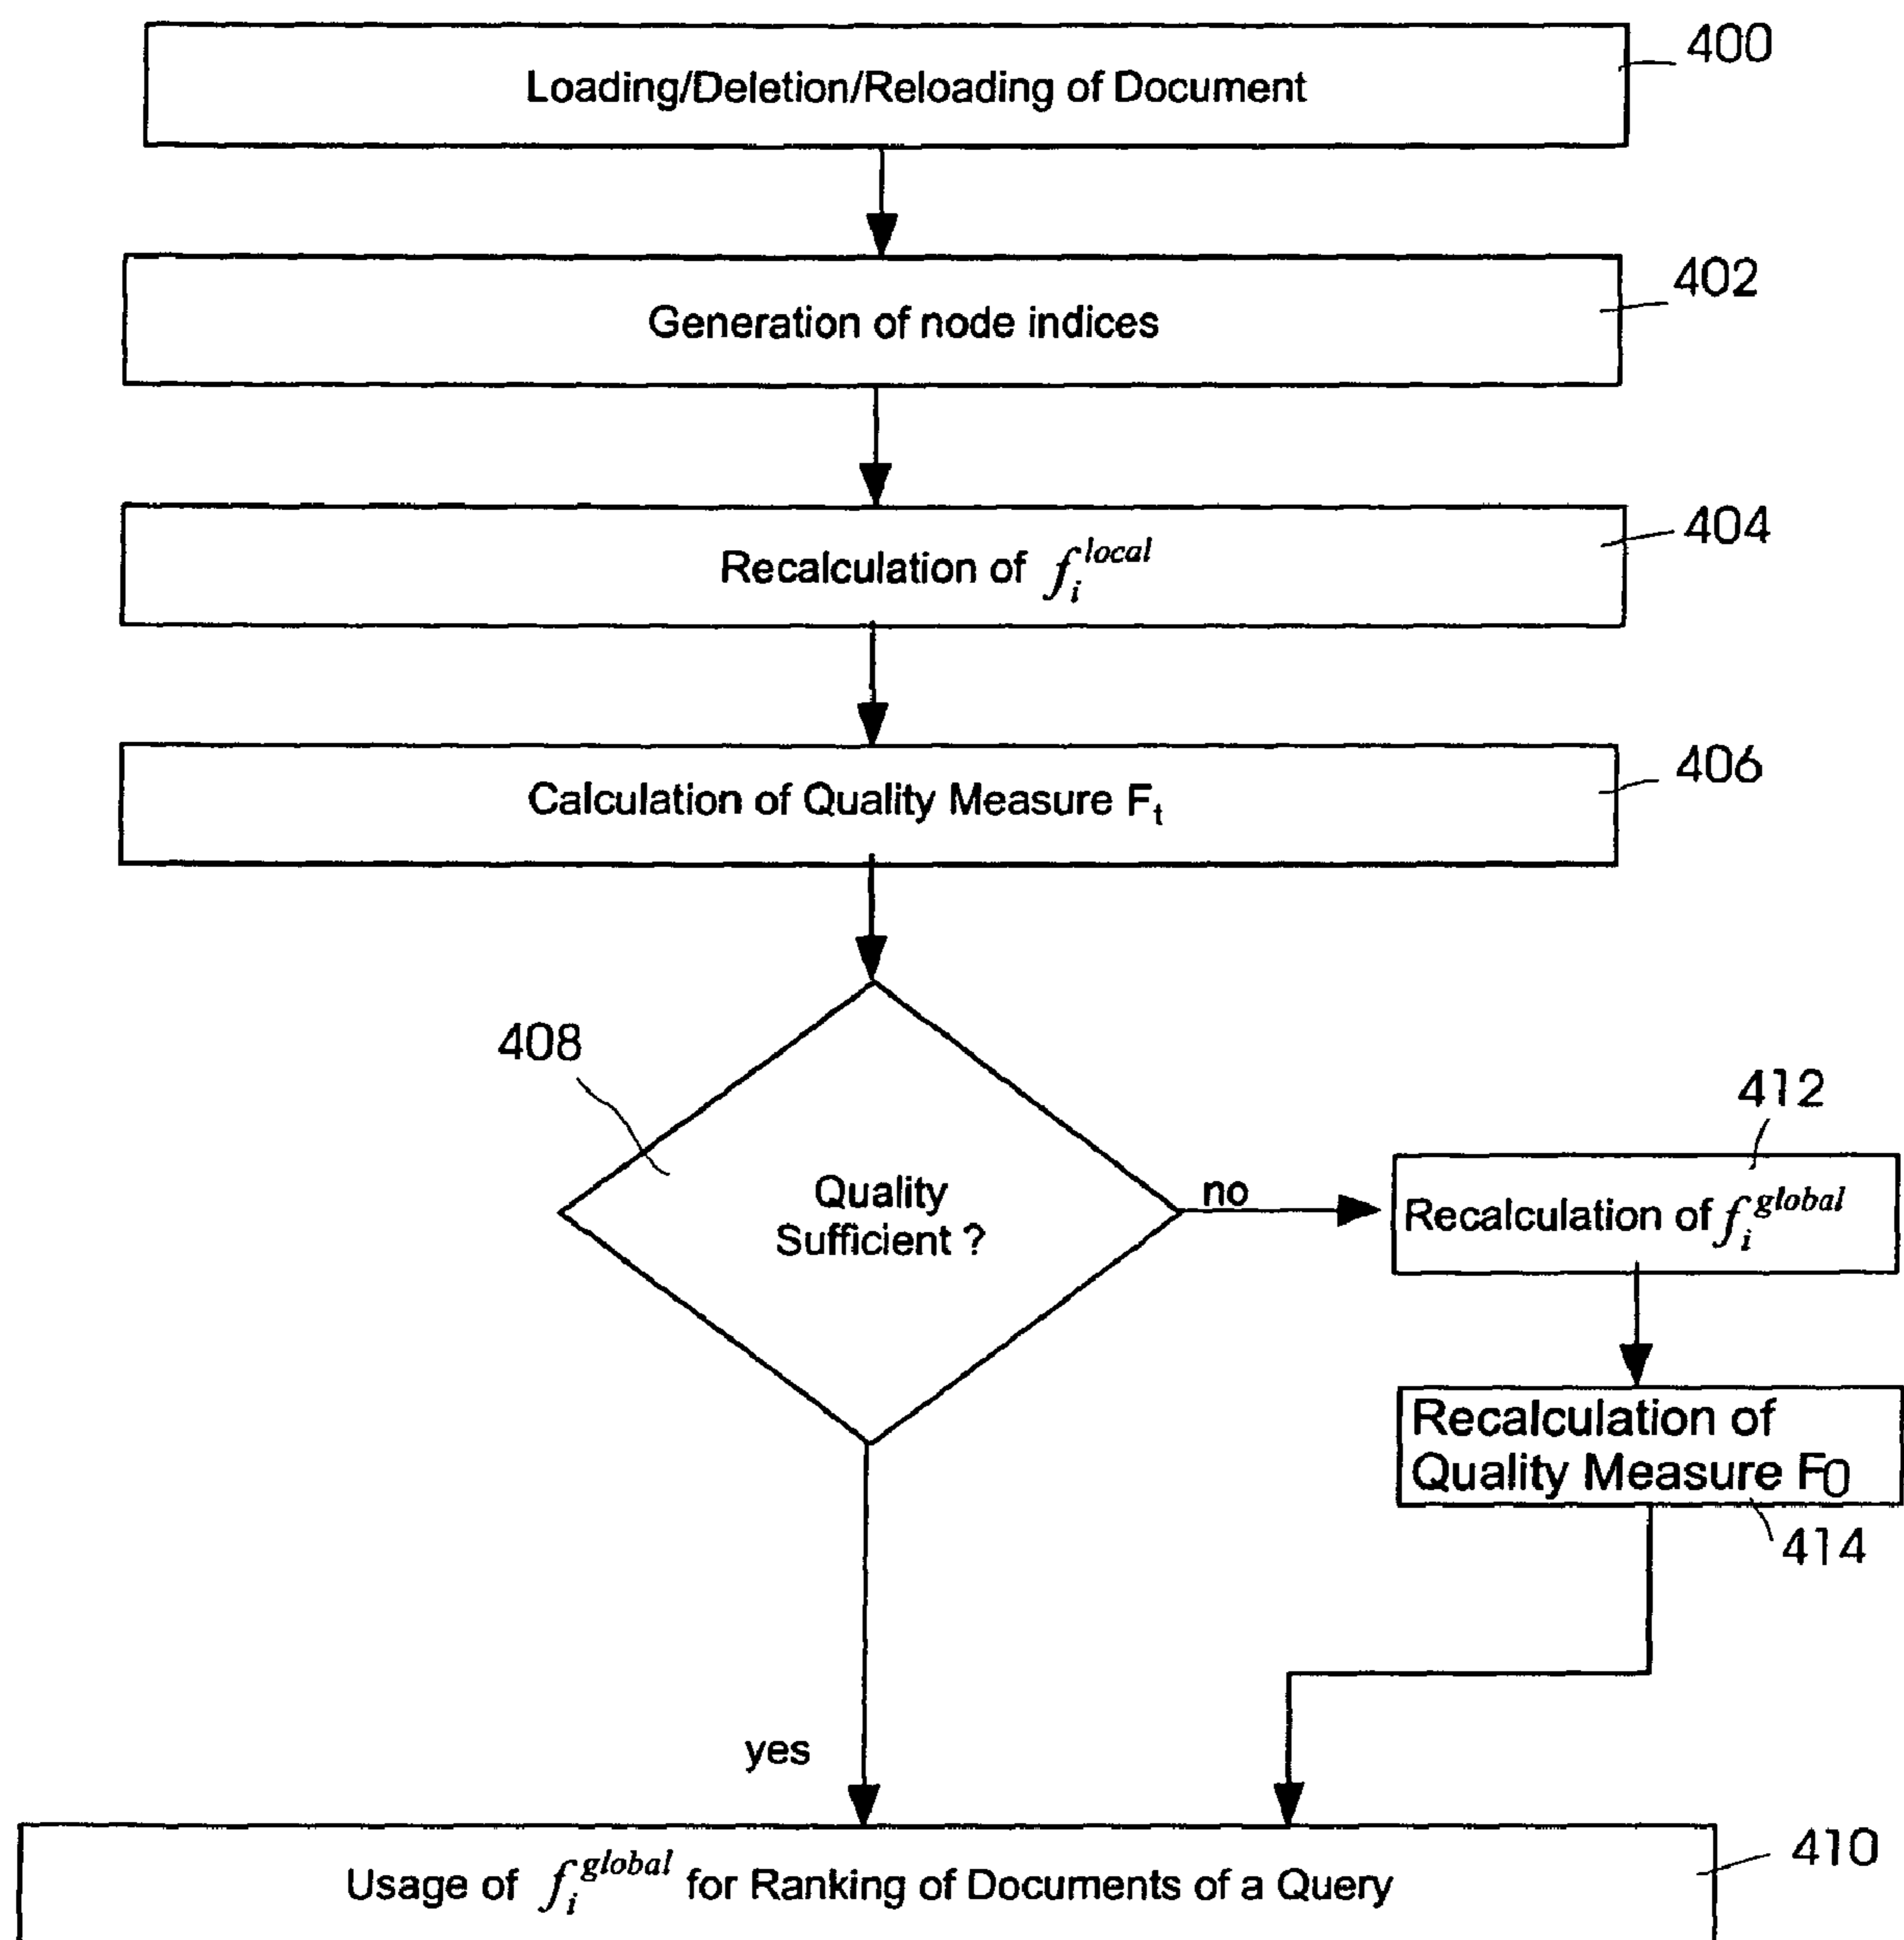 400
Loading/Deletion/Reloading of Document
402
Generation of node indices
404
Recalculation of f_i^local
406
Calculation of Quality Measure F_t
408
Quality
Sufficient ?
no
412
Recalculation of f_i^global
Recalculation of
Quality Measure F0
414
yes
410
Usage of f_i^global for Ranking of Documents of a Query